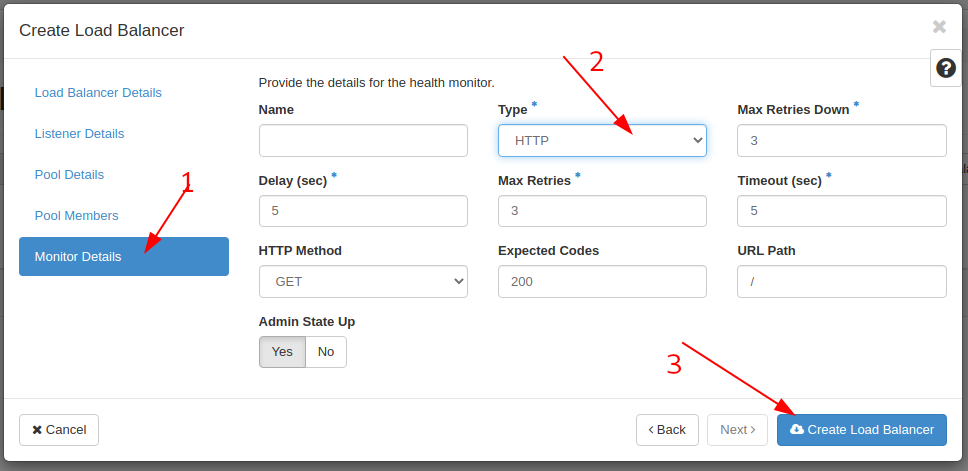 Create Load Balancer
Load Balancer Details
Listener Details
Pool Details
Pool Members
Monitor Details
1
2
Provide the details for the health monitor.
Name
Type *
HTTP
Max Retries Down *
3
Delay (sec) *
5
Max Retries *
3
Timeout (sec) *
5
HTTP Method
GET
Expected Codes
200
URL Path
/
Admin State Up
Yes No
3
Cancel
Back
Next
Create Load Balancer